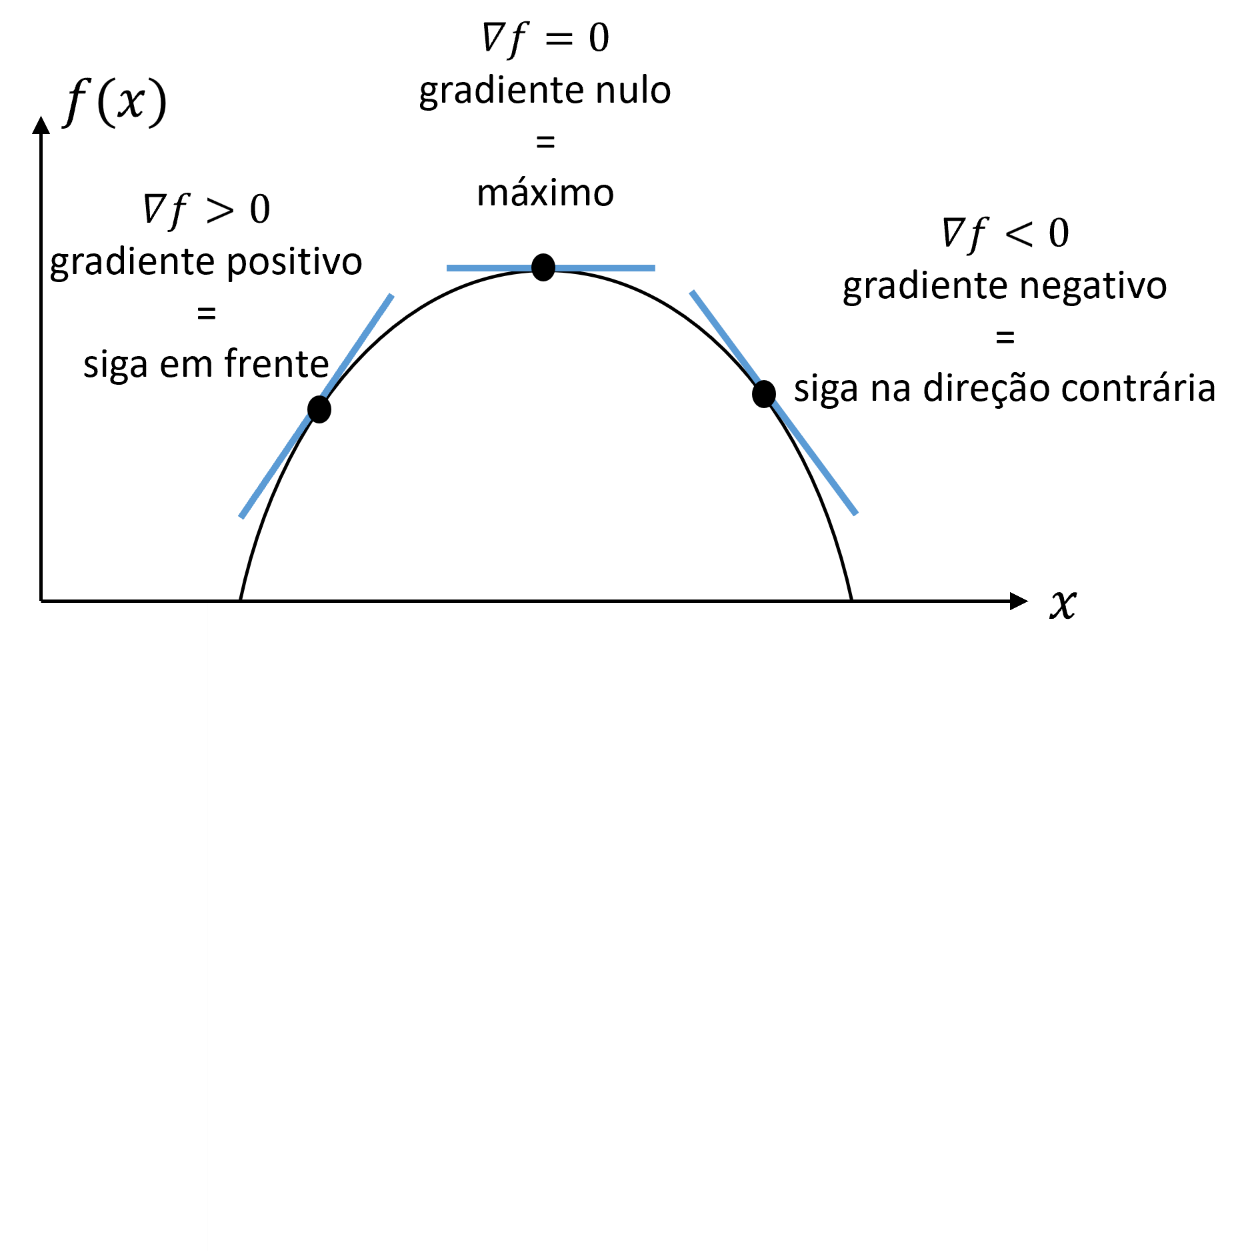 ∇f = 0
gradiente nulo
=
máximo
f(x)
∇f > 0
gradiente positivo
=
siga em frente
∇f < 0
gradiente negativo
=
siga na direção contrária
x